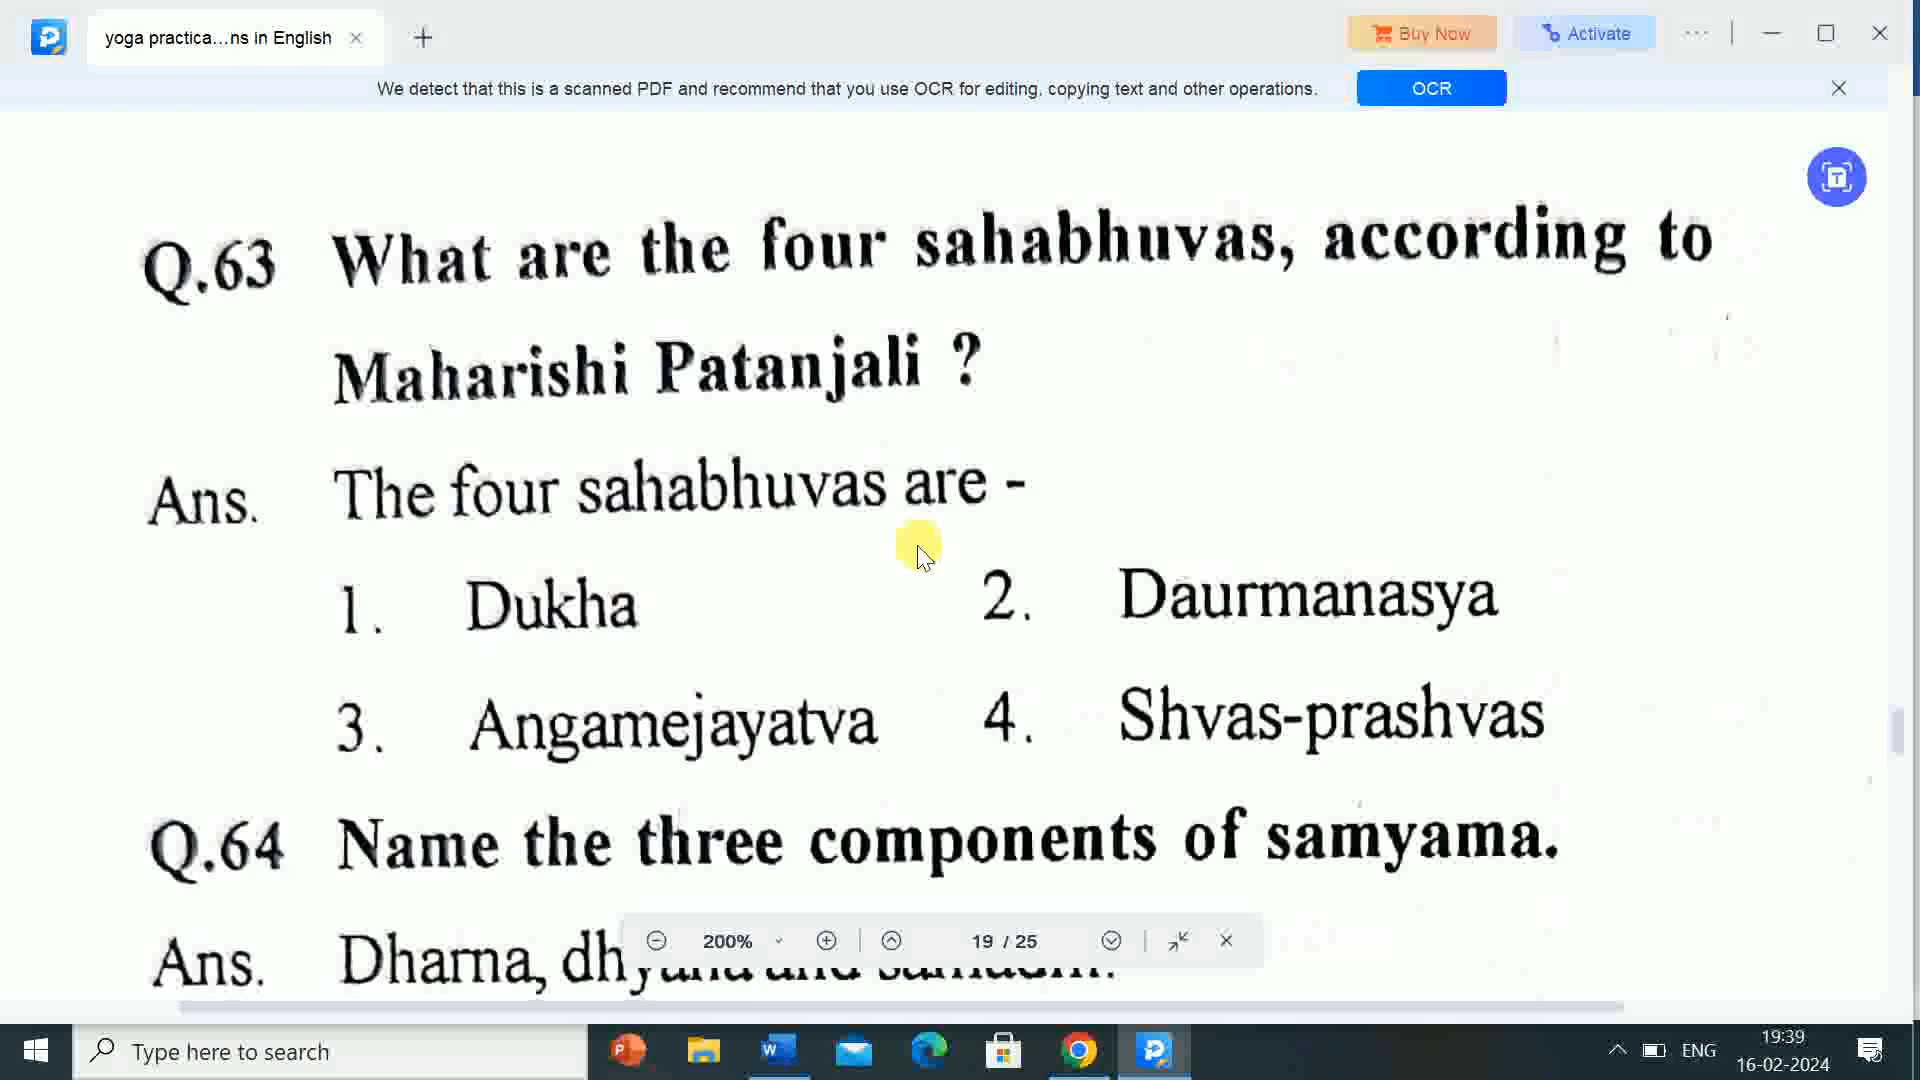 yoga practica...ns in English
Buy Now
Activate
We detect that this is a scanned PDF and recommend that you use OCR for editing, copying text and other operations.
OCR
Q.63 What are the four sahabhuvas, according to
Maharishi Patanjali ?
Ans. The four sahabhuvas are -
1. Dukha 2. Daurmanasya
3. Angamejayatva 4. Shvas-prashvas
Q.64 Name the three components of samyama.
Ans. Dharna, dhyana and samadhi.
200% 19 / 25
Type here to search
ENG
19:39
16-02-2024